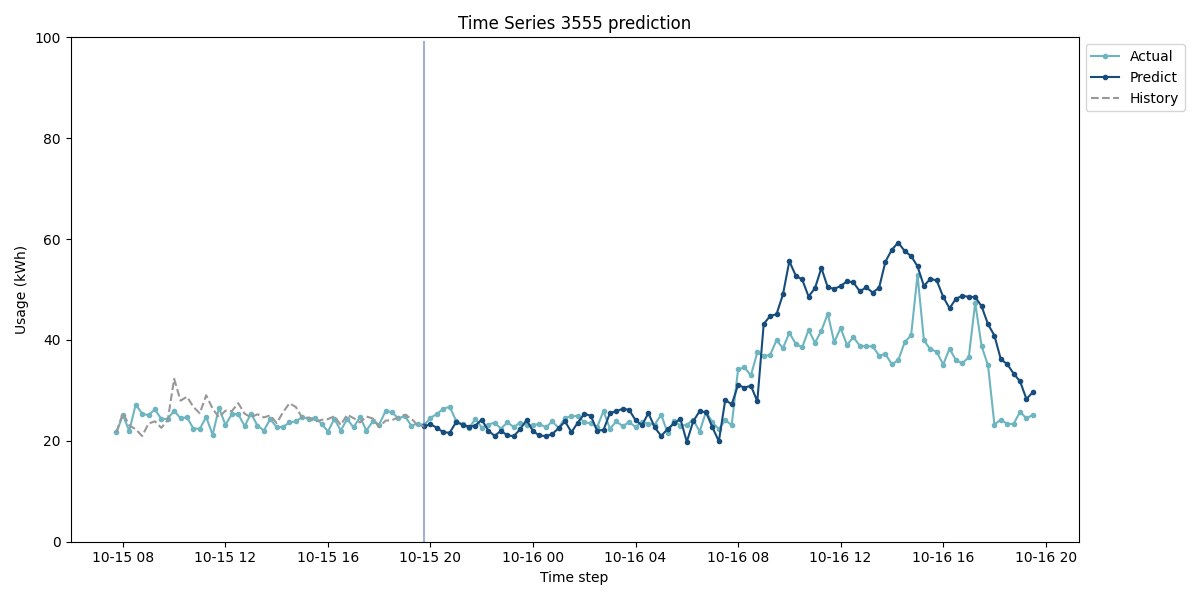 Time Series 3555 prediction
100
80
60
40
20
0
Usage (kWh)
10-15 08
10-15 12
10-15 16
10-15 20
10-16 00
10-16 04
10-16 08
10-16 12
10-16 16
10-16 20
Time step
Actual
Predict
History